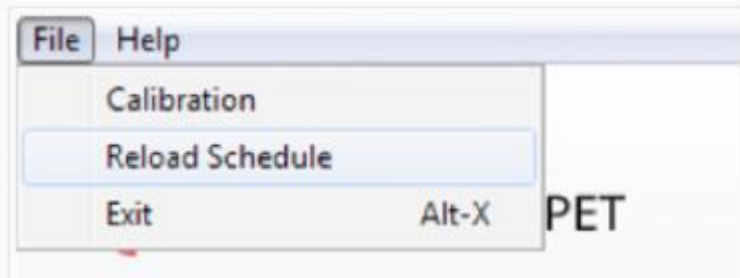 File Help
Calibration
Reload Schedule
Exit Alt-X
PET